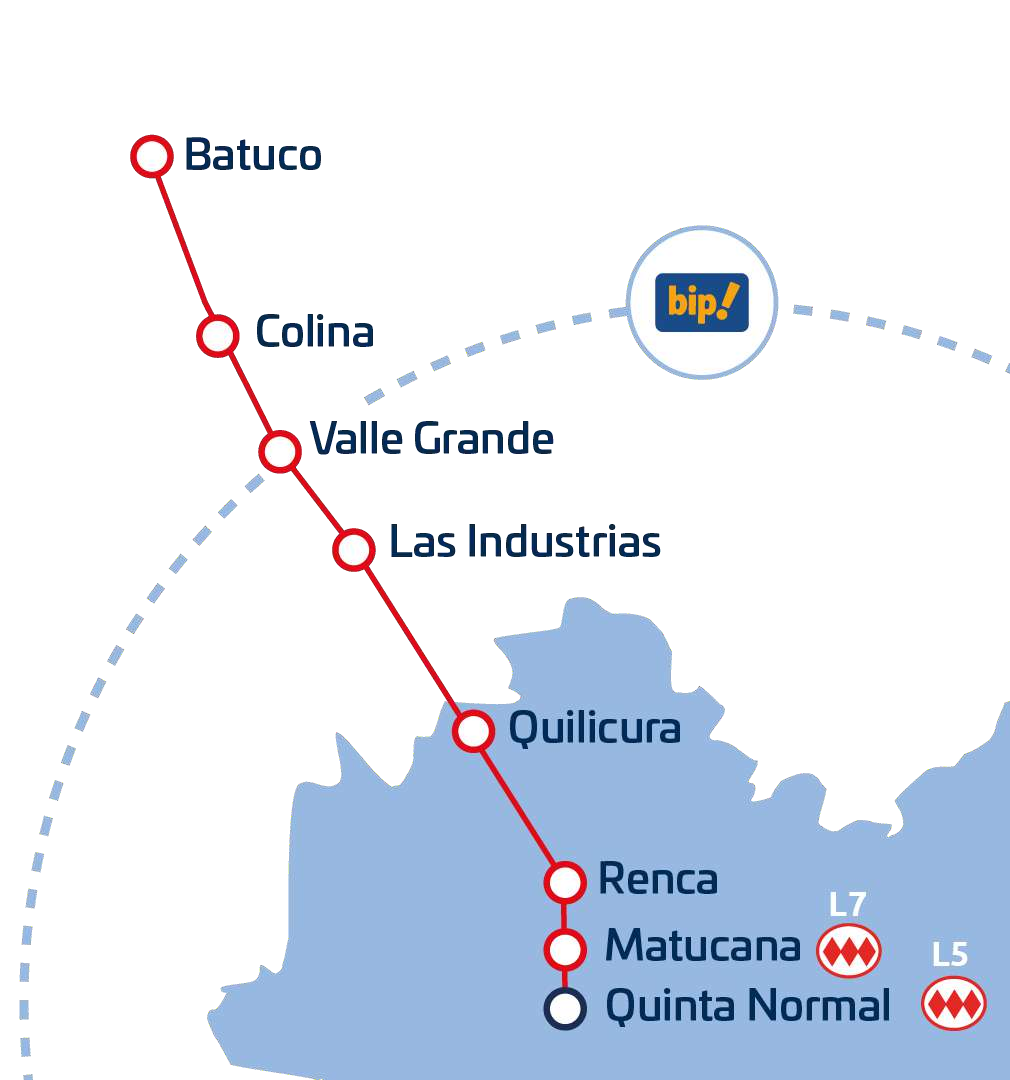 Batuco
bip!
Colina
Valle Grande
Las Industrias
Quilicura
Renca
L7
Matucana
L5
Quinta Normal